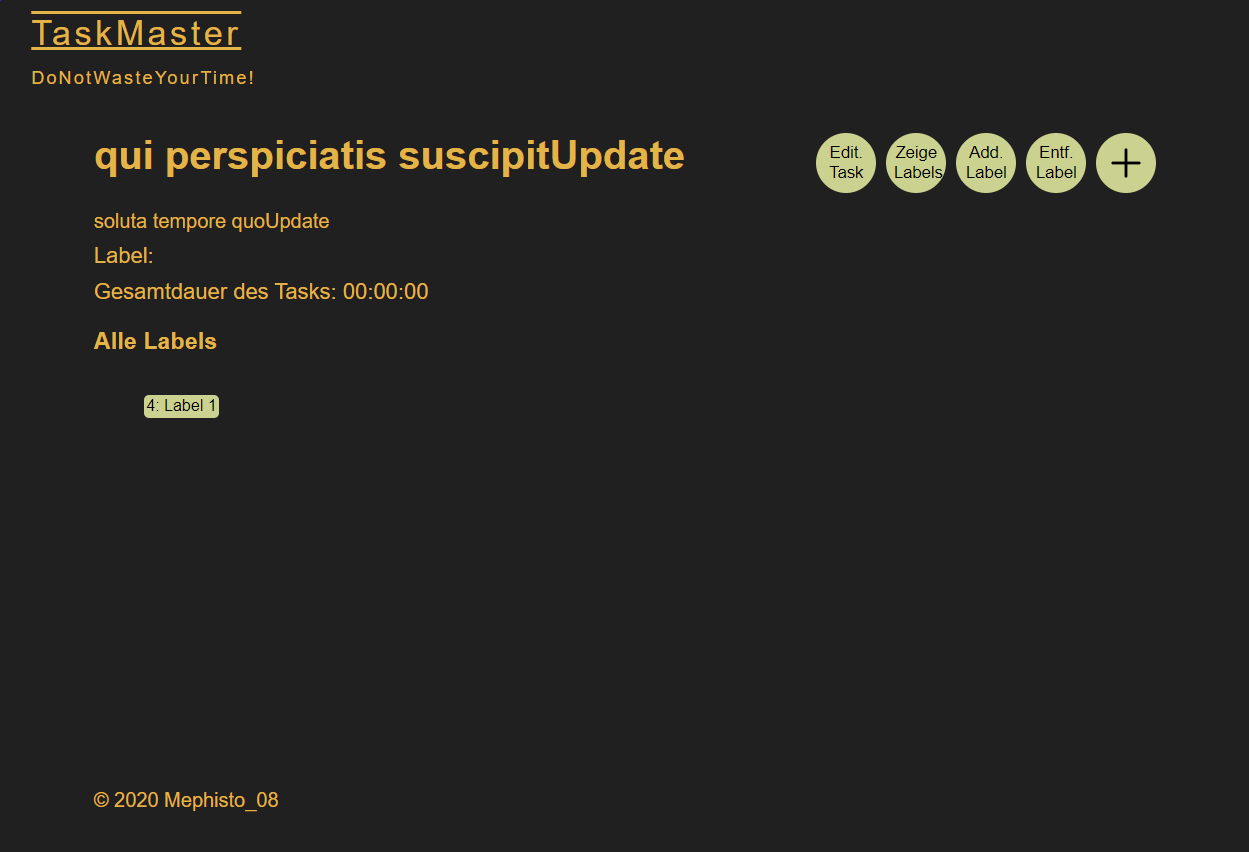 TaskMaster
DoNotWasteYourTime!
qui perspiciatis suscipitUpdate
Edit.
Task
Zeige
Labels
Add.
Label
Entf.
Label
soluta tempore quoUpdate
Label:
Gesamtdauer des Tasks: 00:00:00
Alle Labels
4: Label 1
© 2020 Mephisto_08